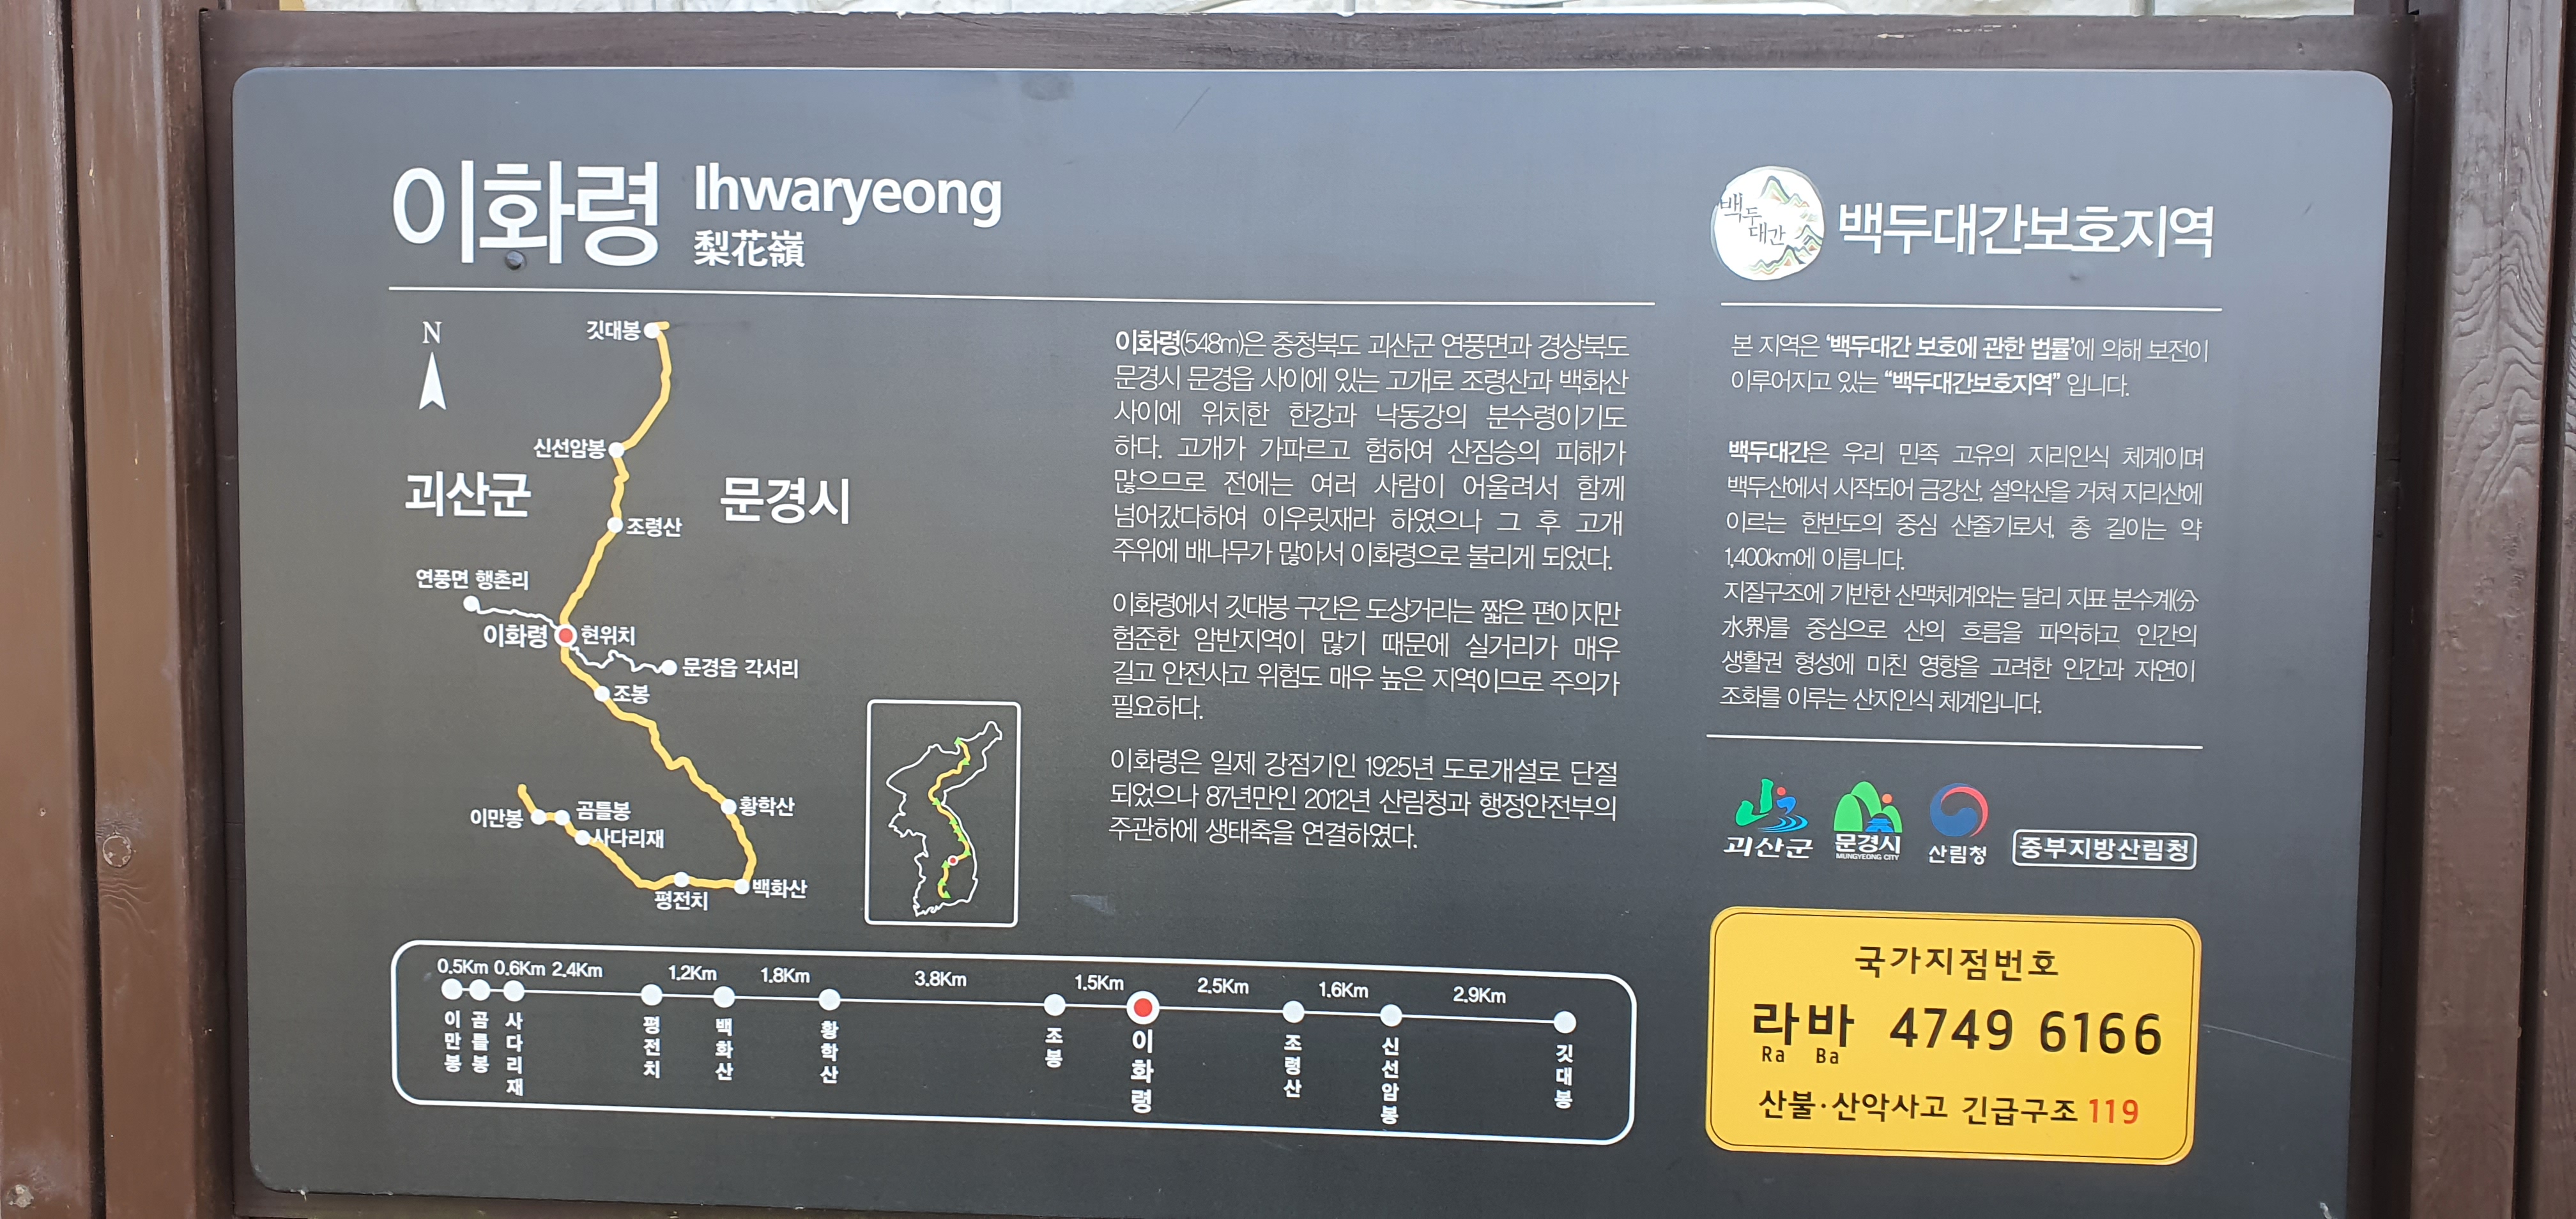 이화령
Ihwaryeong
梨花嶺
N
깃대봉
신선암봉
괴산군
문경시
조령산
연풍면 행촌리
이화령
현위치
문경읍 각서리
조봉
황학산
이만봉
곰틀봉
사다리재
백화산
평전치
이화령(548m)은 충청북도 괴산군 연풍면과 경상북도
문경시 문경읍 사이에 있는 고개로 조령산과 백화산
사이에 위치한 한강과 낙동강의 분수령이기도
하다. 고개가 가파르고 험하여 산짐승의 피해가
많으므로 전에는 여러 사람이 어울려서 함께
넘어갔다하여 이우릿재라 하였으나 그 후 고개
주위에 배나무가 많아서 이화령으로 불리게 되었다.
이화령에서 깃대봉 구간은 도상거리는 짧은 편이지만
험준한 암반지역이 많기 때문에 실거리가 매우
길고 안전사고 위험도 매우 높은 지역이므로 주의가
필요하다.
이화령은 일제 강점기인 1925년 도로개설로 단절
되었으나 87년만인 2012년 산림청과 행정안전부의
주관하에 생태축을 연결하였다.
0.5Km 0.6Km 2.4Km 1.2Km 1.8Km 3.8Km 1.5Km 2.5Km 1.6Km 2.9Km
이만봉 곰틀봉 사다리재 평전치 백화산 황학산 조봉 이화령 조령산 신선암봉 깃대봉
백두
대간
백두대간보호지역
본 지역은 ‘백두대간 보호에 관한 법률’에 의해 보전이
이루어지고 있는 “백두대간보호지역” 입니다.
백두대간은 우리 민족 고유의 지리인식 체계이며
백두산에서 시작되어 금강산, 설악산을 거쳐 지리산에
이르는 한반도의 중심 산줄기로서, 총 길이는 약
1,400km에 이릅니다.
지질구조에 기반한 산맥체계와는 달리 지표 분수계(分
水界)를 중심으로 산의 흐름을 파악하고 인간의
생활권 형성에 미친 영향을 고려한 인간과 자연이
조화를 이루는 산지인식 체계입니다.
괴산군
문경시
MUNGYEONG CITY
산림청
중부지방산림청
국가지점번호
라바 4749 6166
Ra Ba
산불·산악사고 긴급구조 119